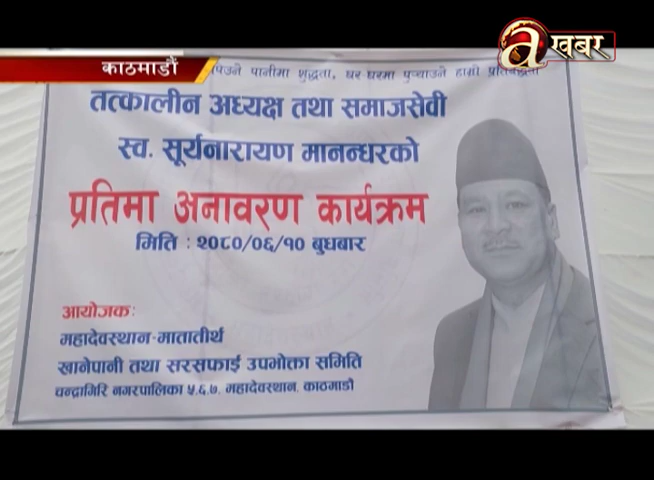 a खबर
काठमाडौं
पानीमा शुद्धता, घर घरमा पुर्‍याउने हाम्रो प्रतिबद्धता
तत्कालीन अध्यक्ष तथा समाजसेवी
स्व. सूर्यनारायण मानन्धरको
प्रतिमा अनावरण कार्यक्रम
मिति : २०८०/०६/१० बुधबार
आयोजक:
महादेवस्थान-मातातीर्थ
खानेपानी तथा सरसफाई उपभोक्ता समिति
चन्द्रागिरि नगरपालिका ५,६,७, महादेवस्थान, काठमाडौं